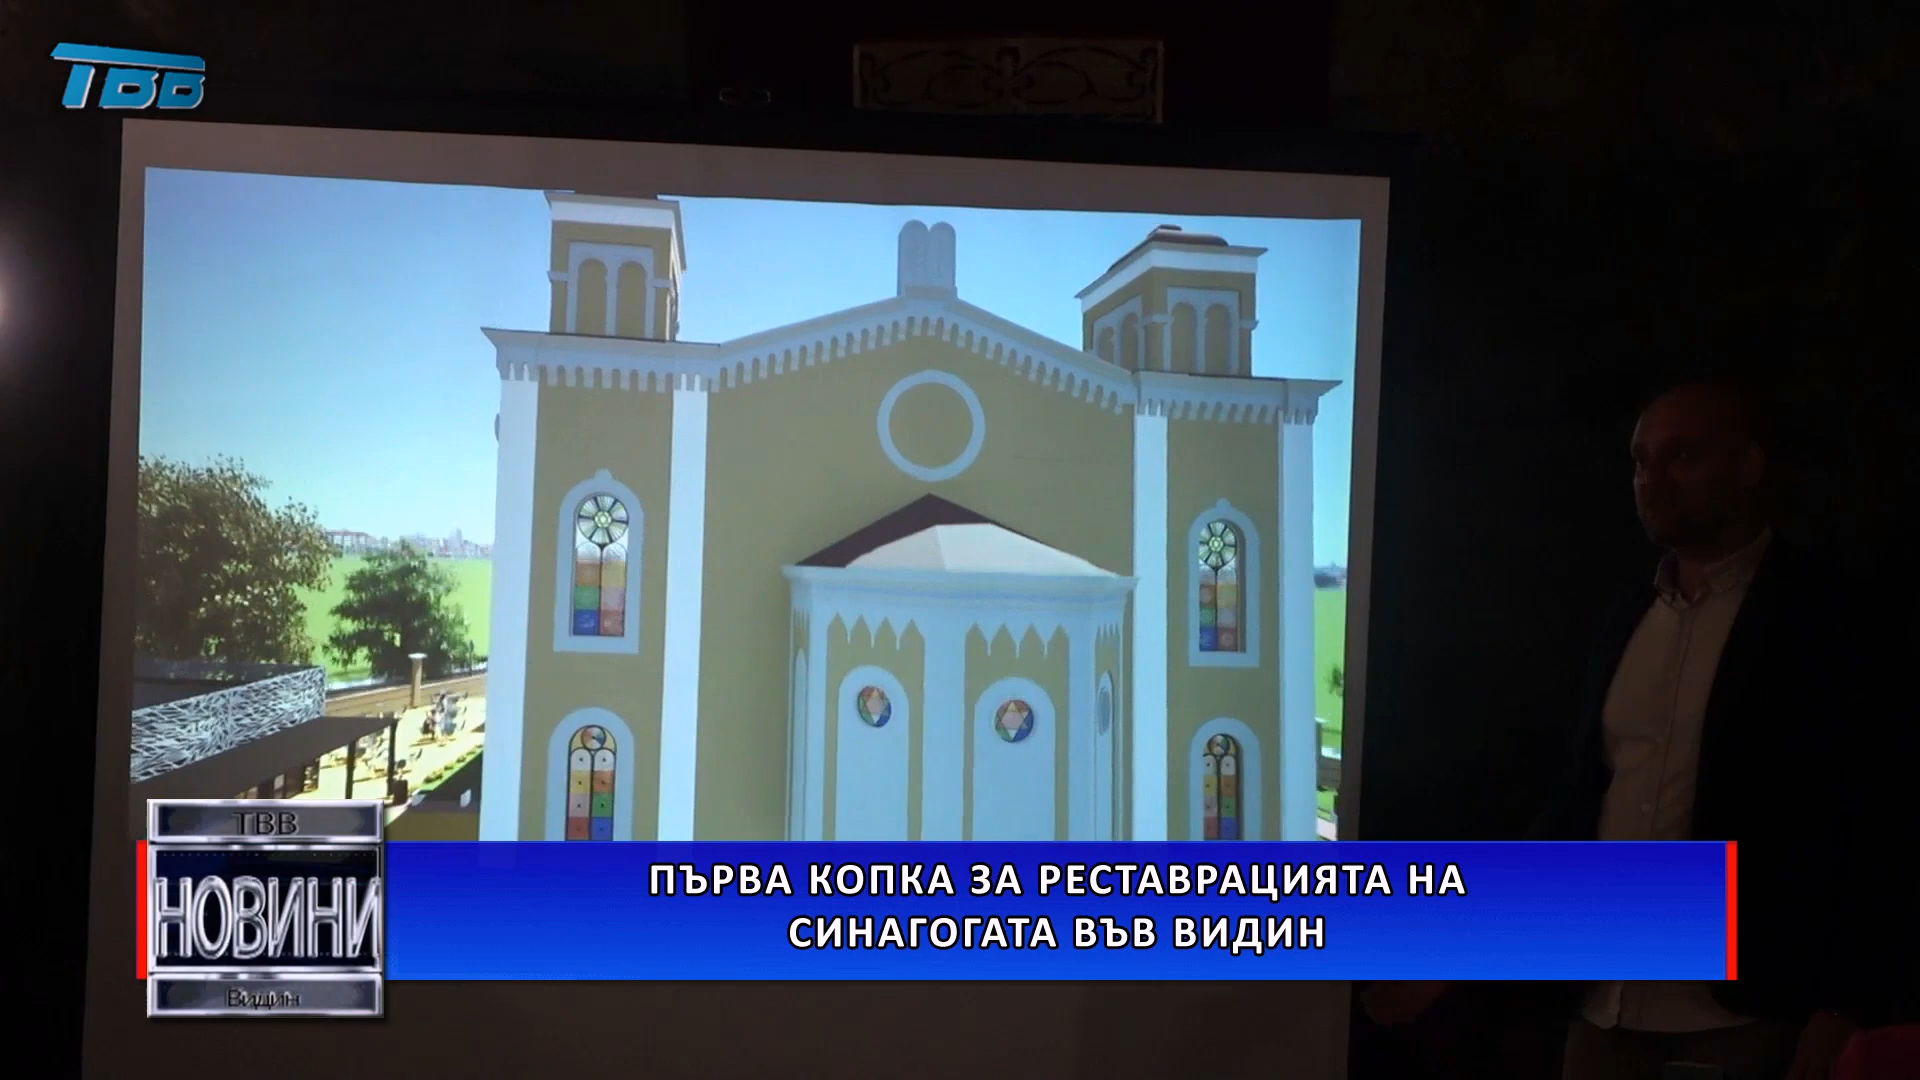 ТВВ
ТВВ
НОВИНИ
Видин
ПЪРВА КОПКА ЗА РЕСТАВРАЦИЯТА НА
СИНАГОГАТА ВЪВ ВИДИН